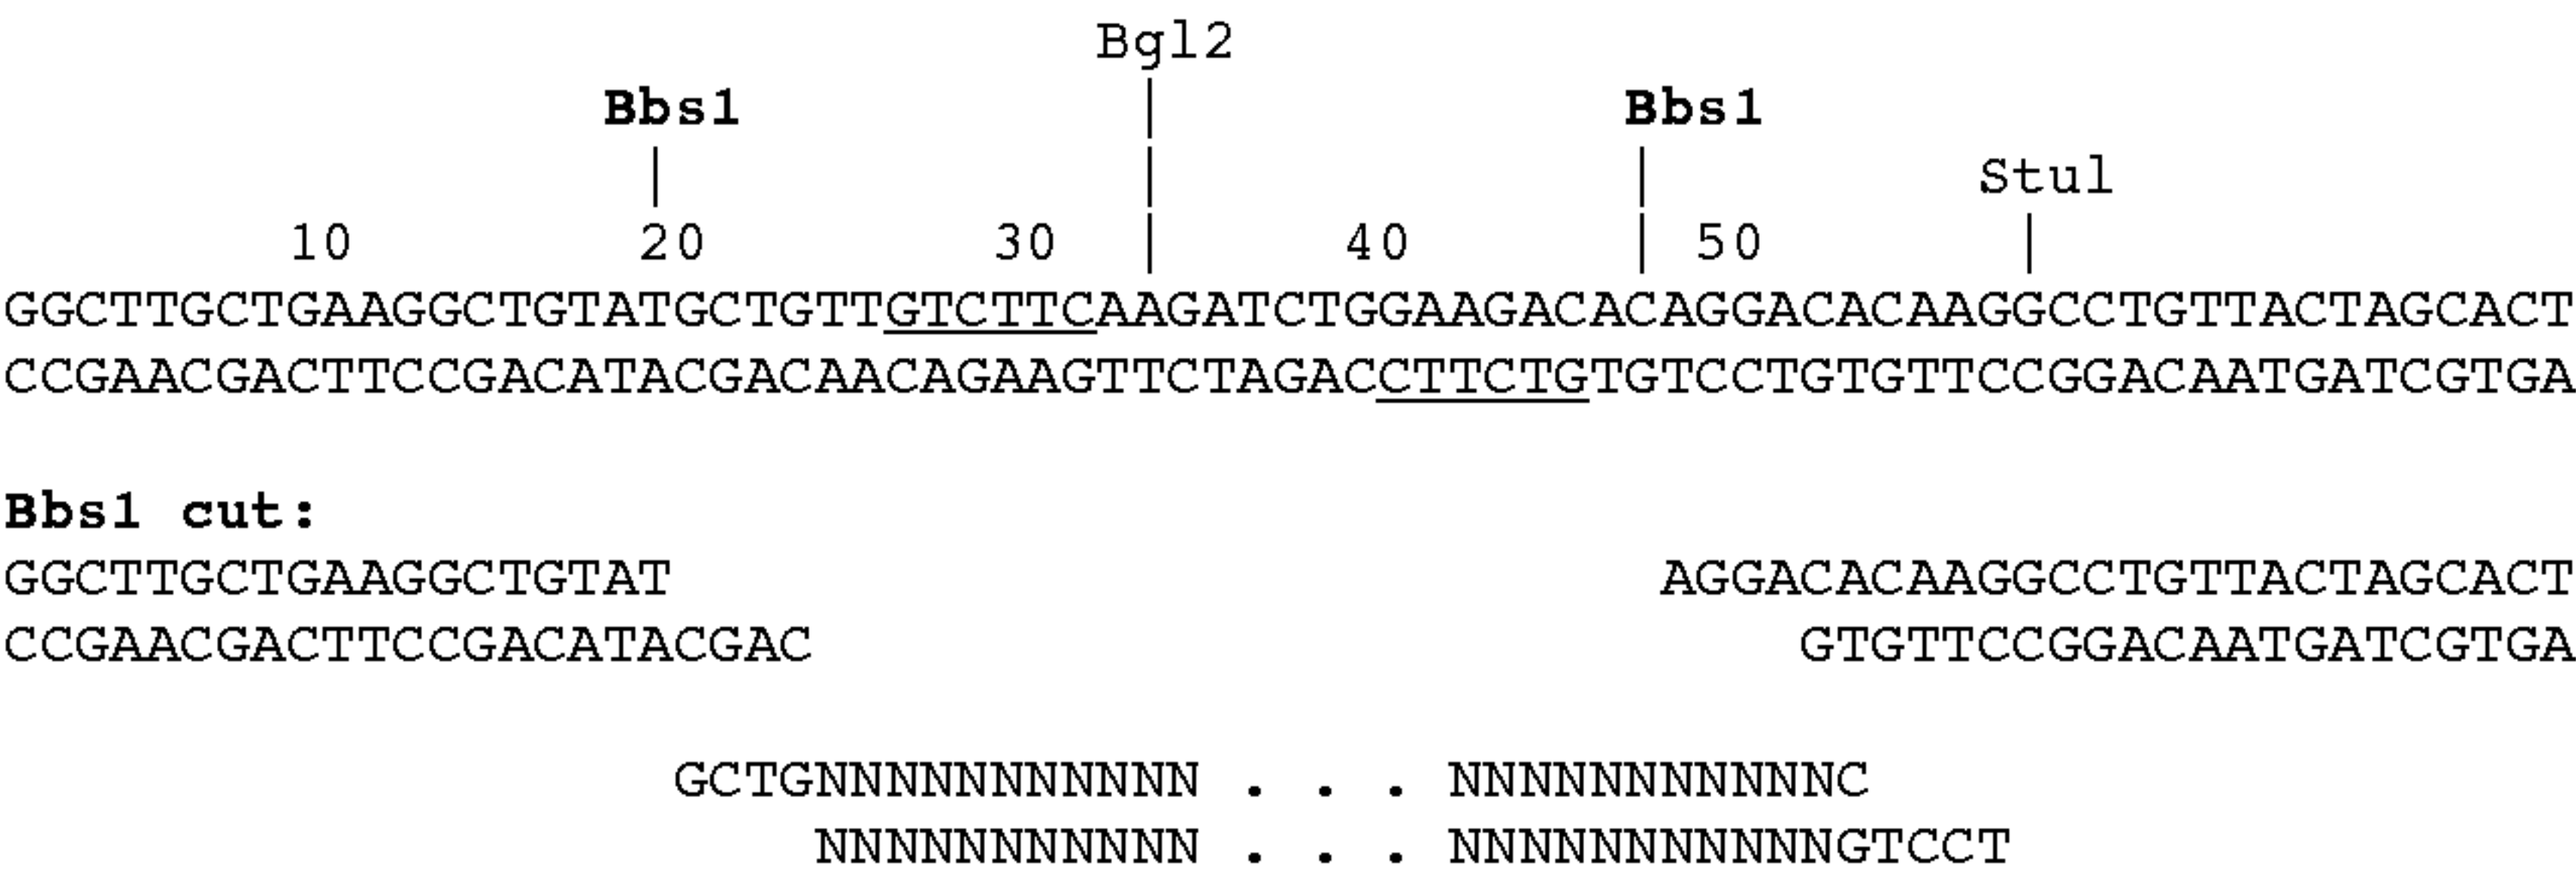 Bgl2
Bbs1 Bbs1
Stu1
10 20 30 40 50
GGCTTGCTGAAGGCTGTATGCTGTTGTCTTCAAGATCTGGAAGACACAGGACACAAGGCCTGTTACTAGCACT
CCGAACGACTTCCGACATACGACAACAGAAGTTCTAGACCTTCTGTGTCCTGTGTTCCGGACAATGATCGTGA
Bbs1 cut:
GGCTTGCTGAAGGCTGTAT AGGACACAAGGCCTGTTACTAGCACT
CCGAACGACTTCCGACATACGAC GTGTTCCGGACAATGATCGTGA
GCTGNNNNNNNNNNN . . . NNNNNNNNNNNC
NNNNNNNNNNN . . . NNNNNNNNNNNGTCCT